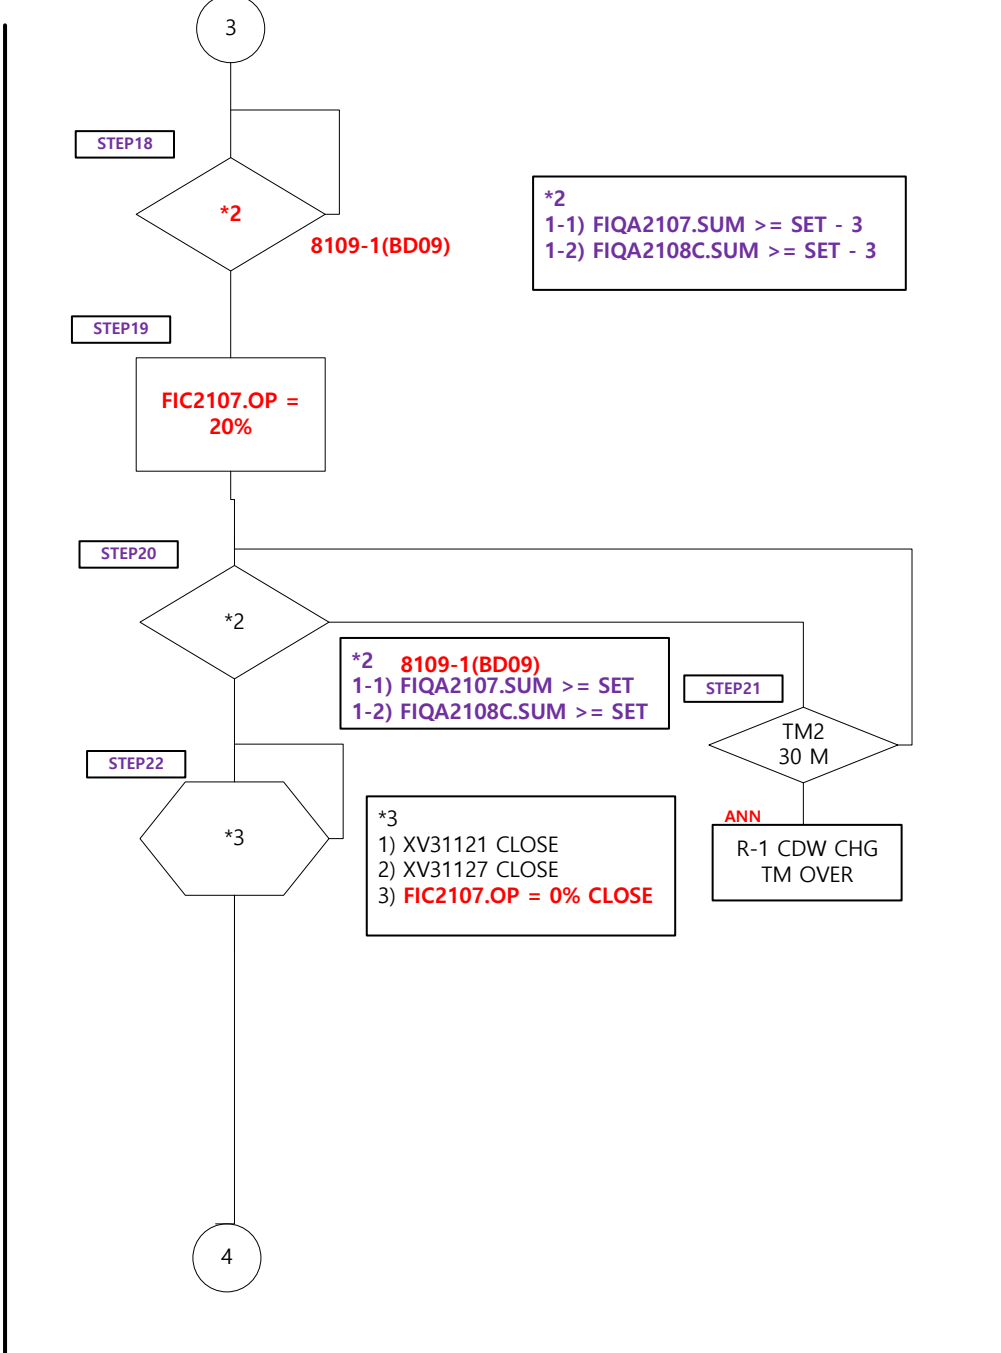 3
STEP18
*2
8109-1(BD09)
*2
1-1) FIQA2107.SUM >= SET - 3
1-2) FIQA2108C.SUM >= SET - 3
STEP19
FIC2107.OP =
20%
STEP20
*2
*2 8109-1(BD09)
1-1) FIQA2107.SUM >= SET
1-2) FIQA2108C.SUM >= SET
STEP21
TM2
30 M
STEP22
*3
*3
1) XV31121 CLOSE
2) XV31127 CLOSE
3) FIC2107.OP = 0% CLOSE
ANN
R-1 CDW CHG
TM OVER
4